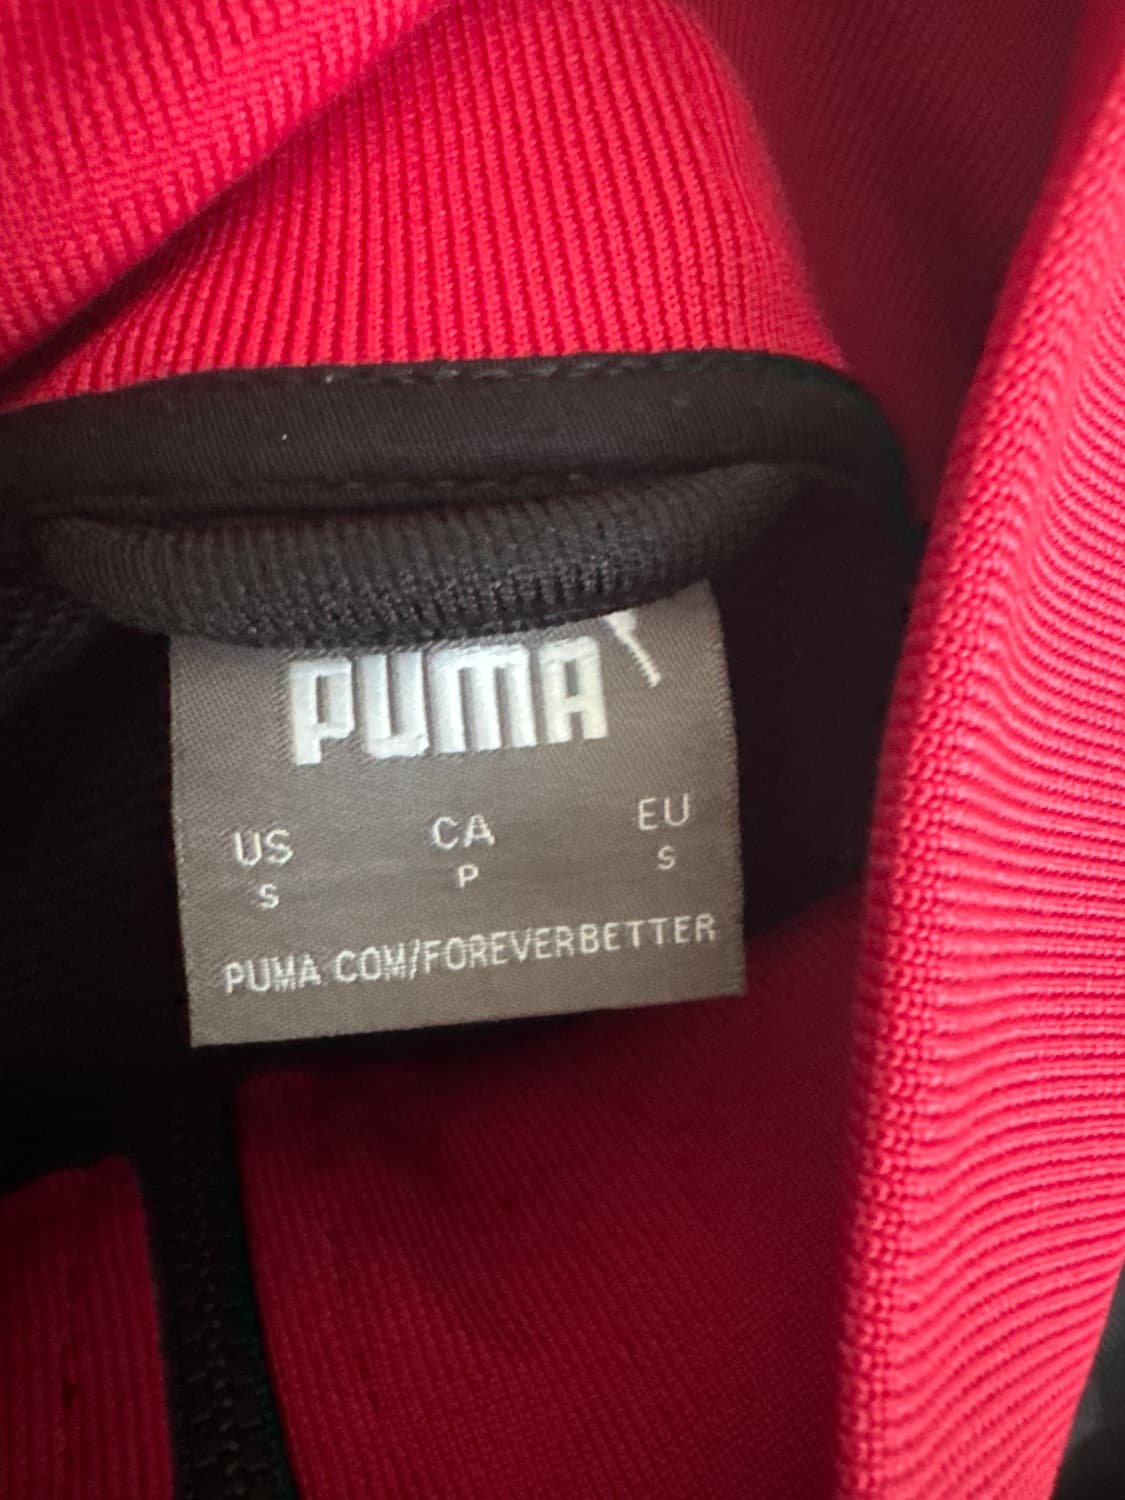 PUMA
US CA EU
S P S
PUMA.COM/FOREVERBETTER